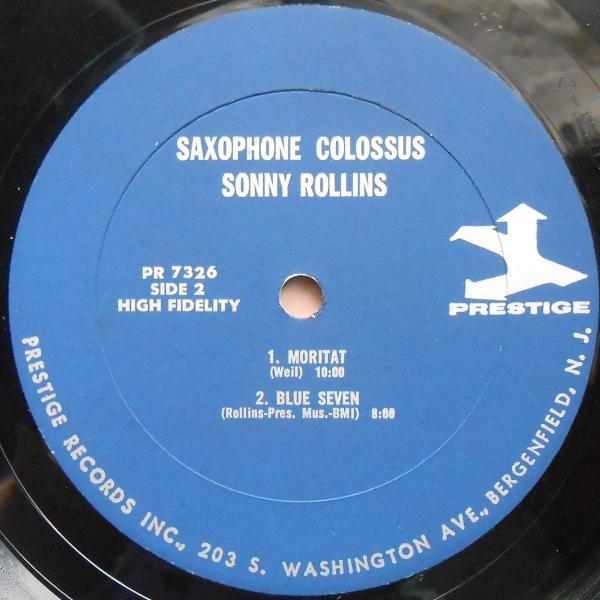 SAXOPHONE COLOSSUS
SONNY ROLLINS
PR 7326
SIDE 2
HIGH FIDELITY
PRESTIGE
1. MORITAT
(Weil) 10:00
2. BLUE SEVEN
(Rollins-Pres. Mus.-BMI) 8:00
PRESTIGE RECORDS INC., 203 S. WASHINGTON AVE., BERGENFIELD, N. J.